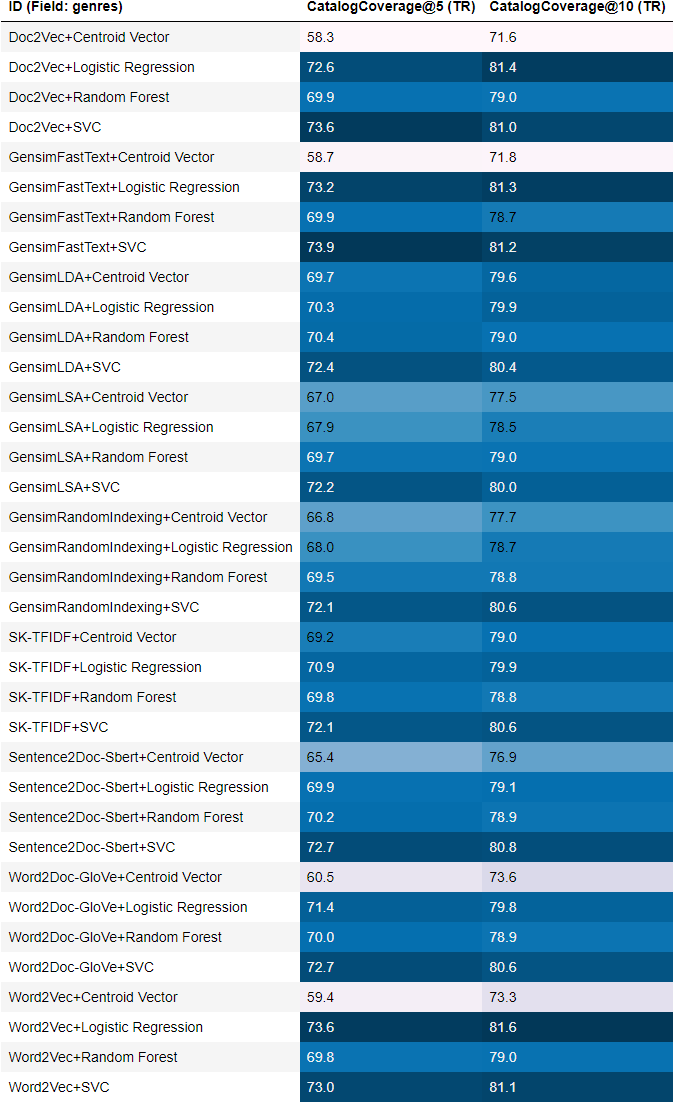 ID (Field: genres) CatalogCoverage@5 (TR) CatalogCoverage@10 (TR)
Doc2Vec+Centroid Vector 58.3 71.6
Doc2Vec+Logistic Regression 72.6 81.4
Doc2Vec+Random Forest 69.9 79.0
Doc2Vec+SVC 73.6 81.0
GensimFastText+Centroid Vector 58.7 71.8
GensimFastText+Logistic Regression 73.2 81.3
GensimFastText+Random Forest 69.9 78.7
GensimFastText+SVC 73.9 81.2
GensimLDA+Centroid Vector 69.7 79.6
GensimLDA+Logistic Regression 70.3 79.9
GensimLDA+Random Forest 70.4 79.0
GensimLDA+SVC 72.4 80.4
GensimLSA+Centroid Vector 67.0 77.5
GensimLSA+Logistic Regression 67.9 78.5
GensimLSA+Random Forest 69.7 79.0
GensimLSA+SVC 72.2 80.0
GensimRandomIndexing+Centroid Vector 66.8 77.7
GensimRandomIndexing+Logistic Regression 68.0 78.7
GensimRandomIndexing+Random Forest 69.5 78.8
GensimRandomIndexing+SVC 72.1 80.6
SK-TFIDF+Centroid Vector 69.2 79.0
SK-TFIDF+Logistic Regression 70.9 79.9
SK-TFIDF+Random Forest 69.8 78.8
SK-TFIDF+SVC 72.1 80.6
Sentence2Doc-Sbert+Centroid Vector 65.4 76.9
Sentence2Doc-Sbert+Logistic Regression 69.9 79.1
Sentence2Doc-Sbert+Random Forest 70.2 78.9
Sentence2Doc-Sbert+SVC 72.7 80.8
Word2Doc-GloVe+Centroid Vector 60.5 73.6
Word2Doc-GloVe+Logistic Regression 71.4 79.8
Word2Doc-GloVe+Random Forest 70.0 78.9
Word2Doc-GloVe+SVC 72.7 80.6
Word2Vec+Centroid Vector 59.4 73.3
Word2Vec+Logistic Regression 73.6 81.6
Word2Vec+Random Forest 69.8 79.0
Word2Vec+SVC 73.0 81.1